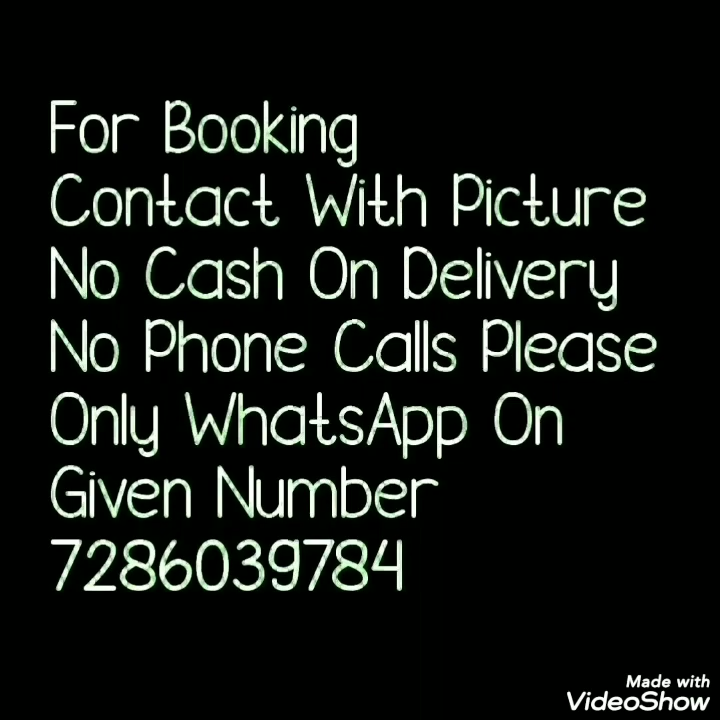 For Booking
Contact With Picture
No Cash On Delivery
No Phone Calls Please
Only WhatsApp On
Given Number
7286039784
Made with
VideoShow